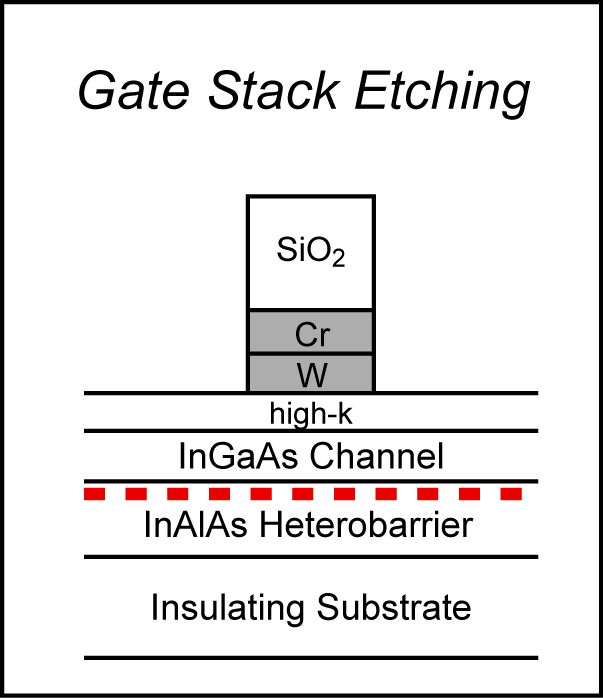 Gate Stack Etching
SiO₂
Cr
W
high-k
InGaAs Channel
InAlAs Heterobarrier
Insulating Substrate